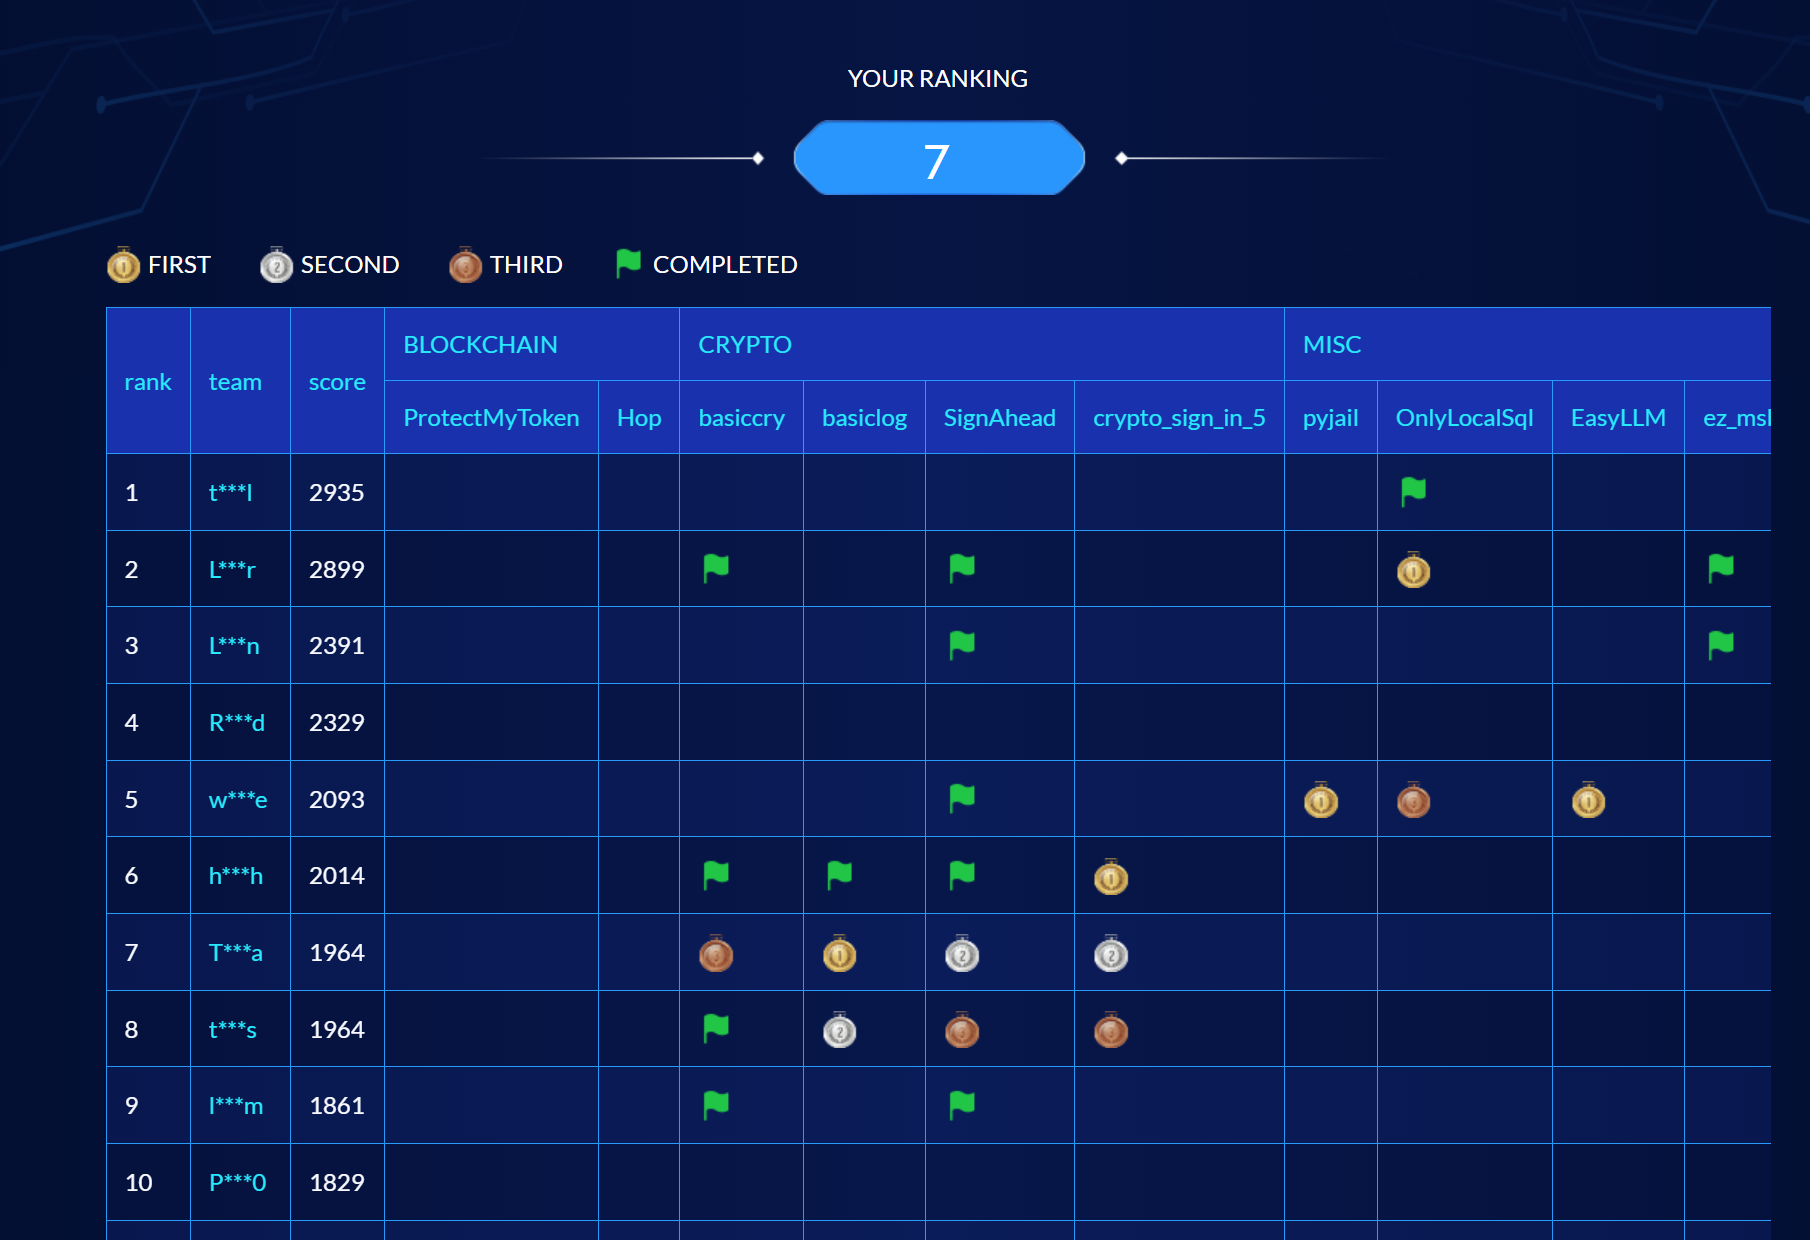 YOUR RANKING
7
FIRST SECOND THIRD COMPLETED
rank team score BLOCKCHAIN CRYPTO MISC
ProtectMyToken Hop basiccry basiclog SignAhead crypto_sign_in_5 pyjail OnlyLocalSql EasyLLM
1 t***l 2935
2 L***r 2899
3 L***n 2391
4 R***d 2329
5 w***e 2093
6 h***h 2014
7 T***a 1964
8 t***s 1964
9 l***m 1861
10 P***0 1829